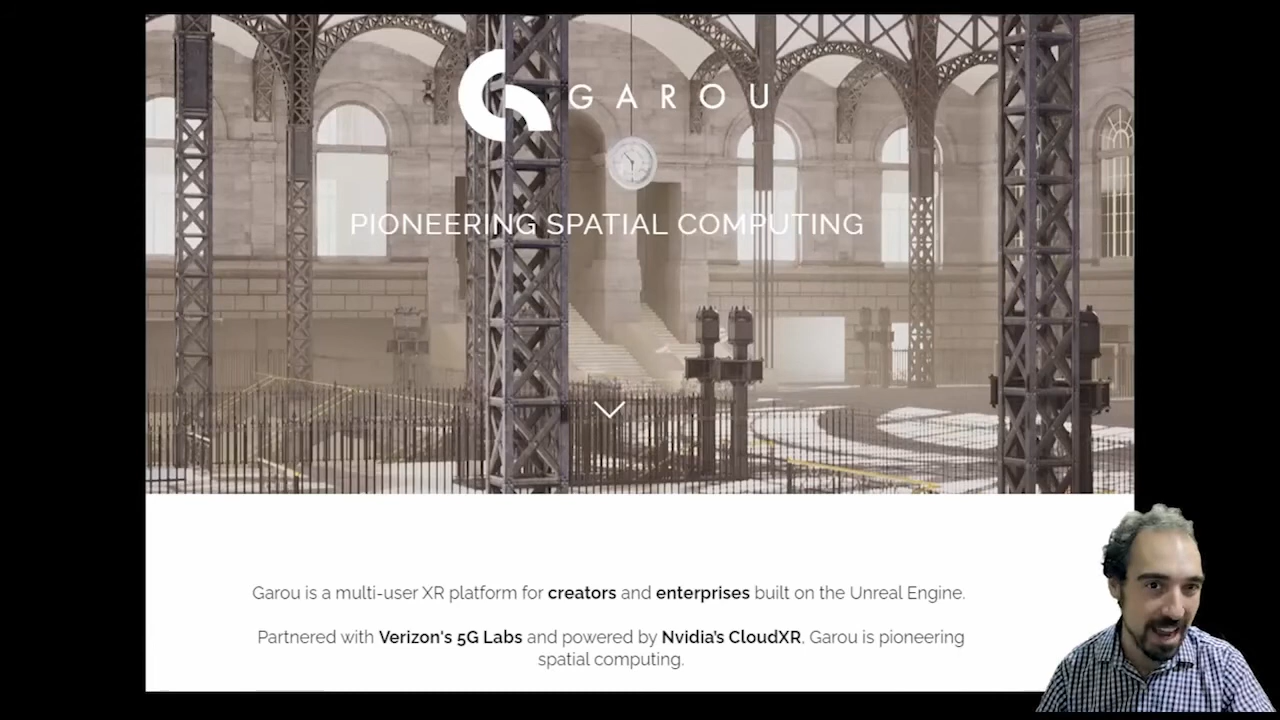 GAROU
PIONEERING SPATIAL COMPUTING
Garou is a multi-user XR platform for creators and enterprises built on the Unreal Engine.
Partnered with Verizon's 5G Labs and powered by Nvidia's CloudXR, Garou is pioneering
spatial computing.